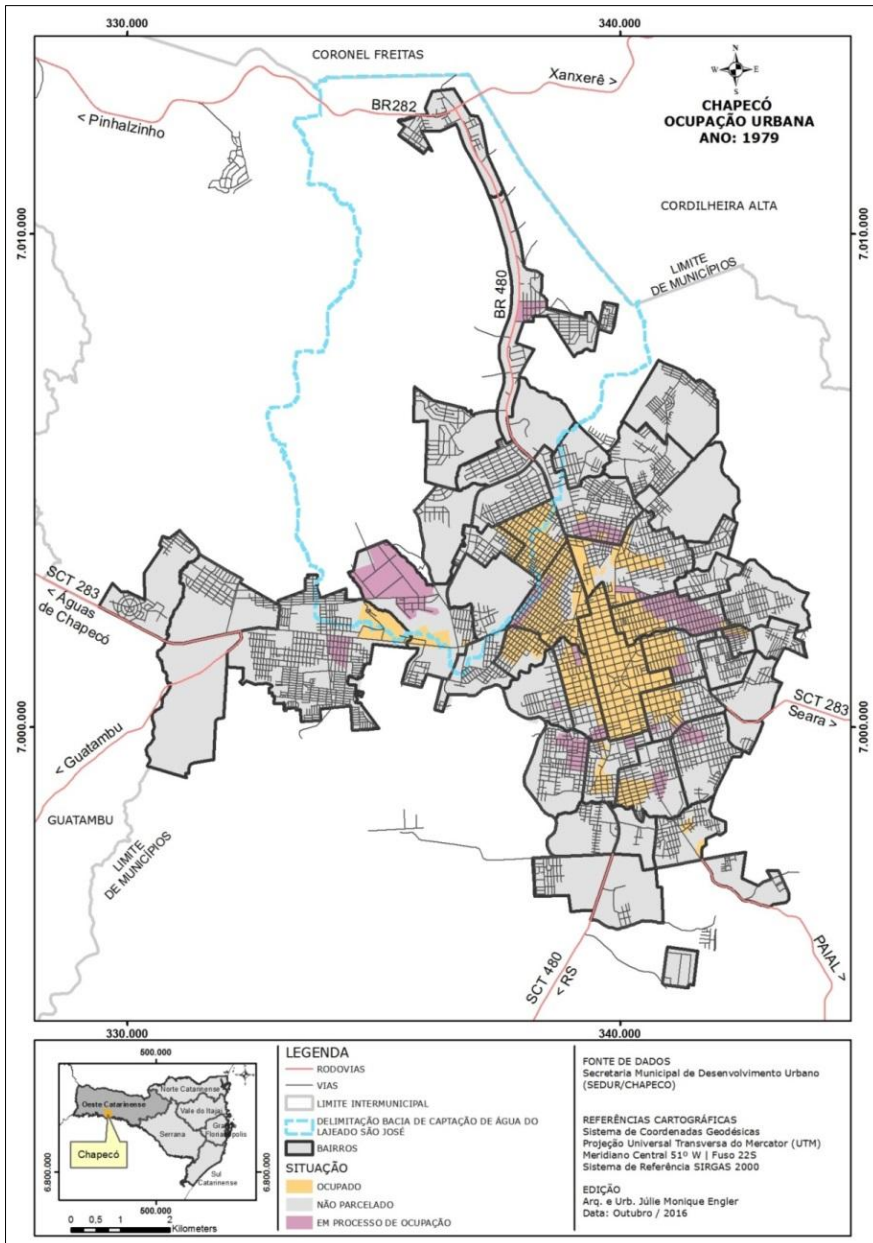 330.000
340.000
CORONEL FREITAS
Xanxerê >
N
W E
S
CHAPECÓ
OCUPAÇÃO URBANA
ANO: 1979
BR282
< Pinhalzinho
CORDILHEIRA ALTA
7.010.000
7.010.000
LIMITE
DE MUNICÍPIOS
BR 480
SCT 283
< Águas
de Chapecó
SCT 283
Seara >
7.000.000
7.000.000
< Guatambu
GUATAMBU
LIMITE
DE MUNICÍPIOS
SCT 480
< RS
PAIAL >
330.000
340.000
500.000
Norte Catarinense
Oeste Catarinense
Vale do Itajaí
Grande
Florianópolis
Serrana
Chapecó
Sul
Catarinense
6.800.000
6.800.000
500.000
0 0,5 1 2
Kilometers
LEGENDA
RODOVIAS
VIAS
LIMITE INTERMUNICIPAL
DELIMITAÇÃO BACIA DE CAPTAÇÃO DE ÁGUA DO
LAJEADO SÃO JOSÉ
BAIRROS
SITUAÇÃO
OCUPADO
NÃO PARCELADO
EM PROCESSO DE OCUPAÇÃO
FONTE DE DADOS
Secretaria Municipal de Desenvolvimento Urbano
(SEDUR/CHAPECO)
REFERÊNCIAS CARTOGRÁFICAS
Sistema de Coordenadas Geodésicas
Projeção Universal Transversa do Mercator (UTM)
Meridiano Central 51º W | Fuso 22S
Sistema de Referência SIRGAS 2000
EDIÇÃO
Arq. e Urb. Júlie Monique Engler
Data: Outubro / 2016